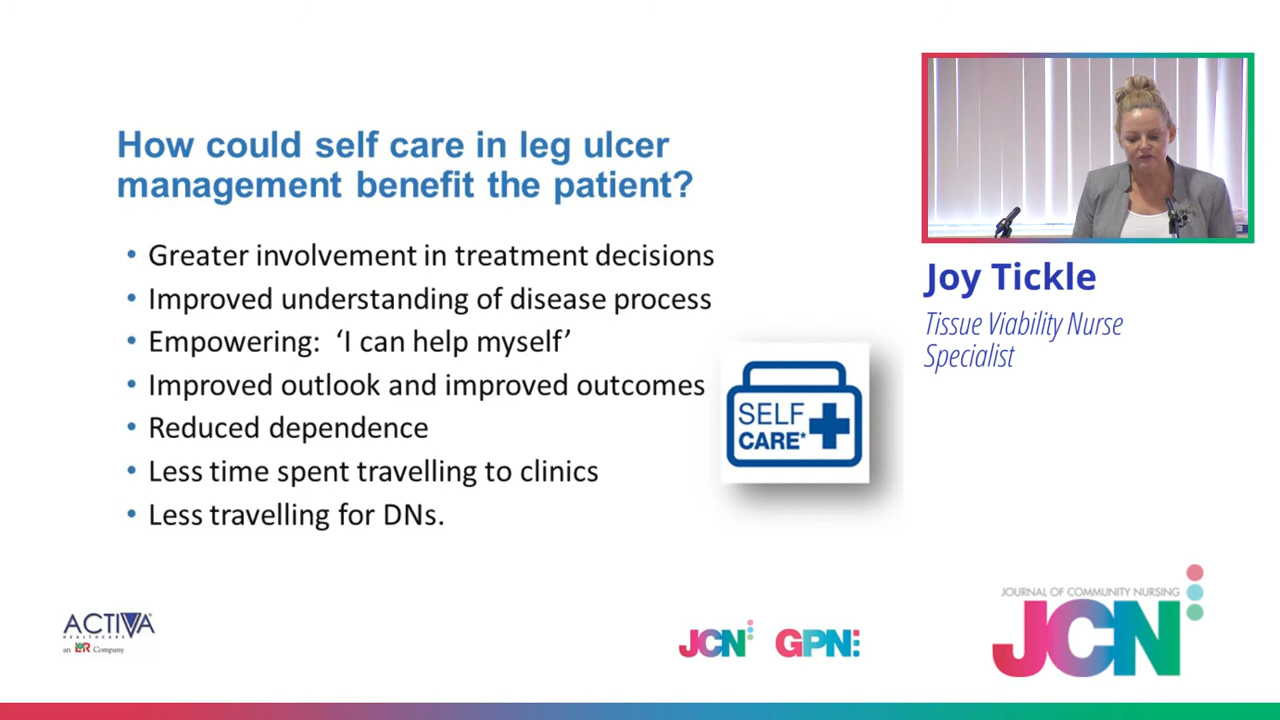 How could self care in leg ulcer
management benefit the patient?
• Greater involvement in treatment decisions
• Improved understanding of disease process
• Empowering: ‘I can help myself’
• Improved outlook and improved outcomes
• Reduced dependence
• Less time spent travelling to clinics
• Less travelling for DNs.
SELF
CARE*
Joy Tickle
Tissue Viability Nurse
Specialist
ACTIVA®
HEALTHCARE
an L&R Company
JCN
GPN
JOURNAL OF COMMUNITY NURSING
JCN